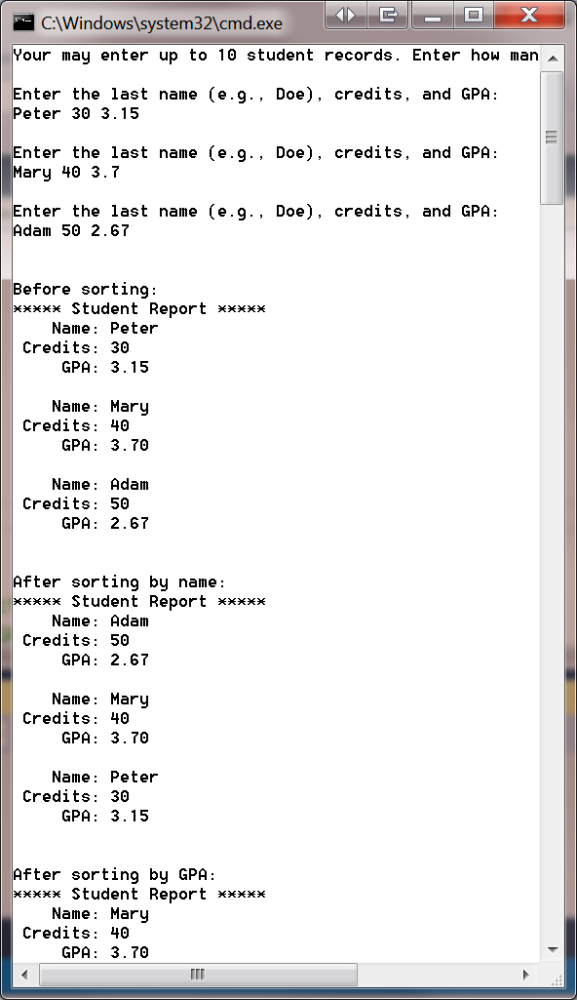 C:\Windows\system32\cmd.exe
Your may enter up to 10 student records. Enter how man
Enter the last name (e.g., Doe), credits, and GPA:
Peter 30 3.15
Enter the last name (e.g., Doe), credits, and GPA:
Mary 40 3.7
Enter the last name (e.g., Doe), credits, and GPA:
Adam 50 2.67
Before sorting:
***** Student Report *****
Name: Peter
Credits: 30
GPA: 3.15
Name: Mary
Credits: 40
GPA: 3.70
Name: Adam
Credits: 50
GPA: 2.67
After sorting by name:
***** Student Report *****
Name: Adam
Credits: 50
GPA: 2.67
Name: Mary
Credits: 40
GPA: 3.70
Name: Peter
Credits: 30
GPA: 3.15
After sorting by GPA:
***** Student Report *****
Name: Mary
Credits: 40
GPA: 3.70